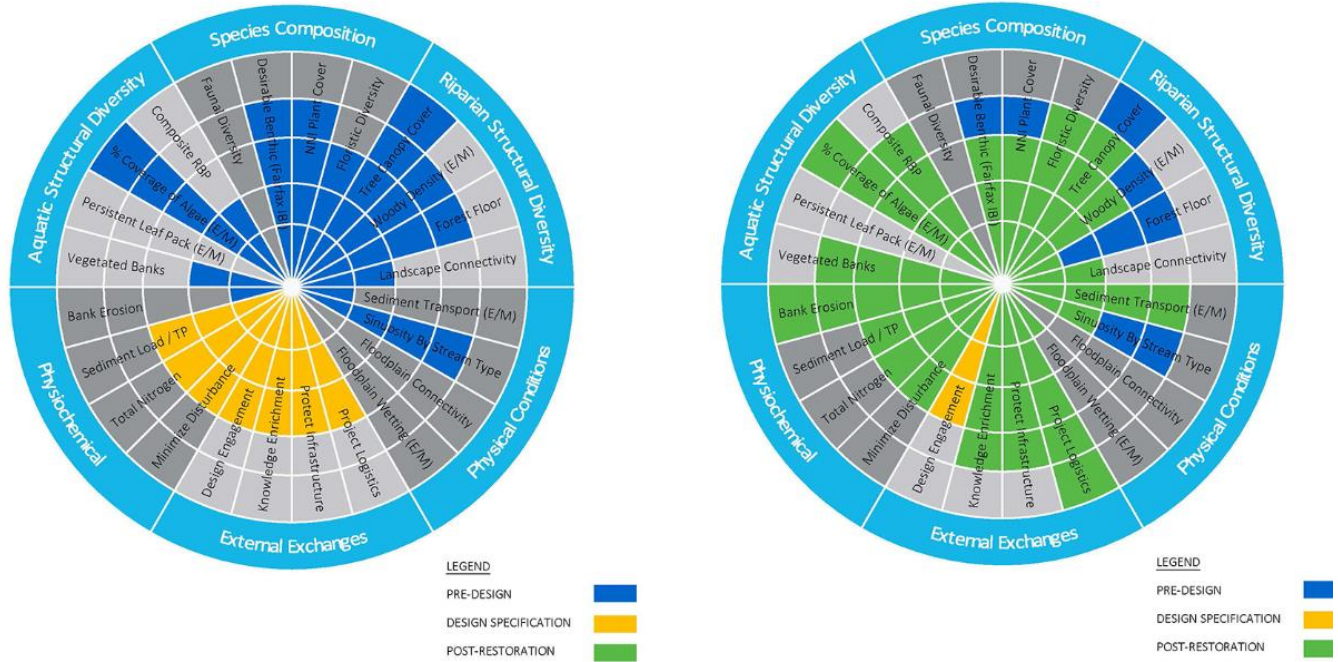 Species Composition
Riparian Structural Diversity
Physical Conditions
External Exchanges
Physiochemical
Aquatic Structural Diversity
Faunal Diversity
Desirable Benthic (Fairfax IBI)
NNI Plant Cover
Floristic Diversity
Tree Canopy Cover
Woody Density (E/M)
Forest Floor
Landscape Connectivity
Sediment Transport (E/M)
Sinuosity By Stream Type
Floodplain Connectivity
Floodplain Wetting (E/M)
Project Logistics
Protect Infrastructure
Knowledge Enrichment
Design Engagement
Minimize Disturbance
Total Nitrogen
Sediment Load / TP
Bank Erosion
Vegetated Banks
Persistent Leaf Pack (E/M)
% Coverage of Algae (E/M)
Composite RBP
LEGEND
PRE-DESIGN
DESIGN SPECIFICATION
POST-RESTORATION
Species Composition
Riparian Structural Diversity
Physical Conditions
External Exchanges
Physiochemical
Aquatic Structural Diversity
Faunal Diversity
Desirable Benthic (Fairfax IBI)
NNI Plant Cover
Floristic Diversity
Tree Canopy Cover
Woody Density (E/M)
Forest Floor
Landscape Connectivity
Sediment Transport (E/M)
Sinuosity By Stream Type
Floodplain Connectivity
Floodplain Wetting (E/M)
Project Logistics
Protect Infrastructure
Knowledge Enrichment
Design Engagement
Minimize Disturbance
Total Nitrogen
Sediment Load / TP
Bank Erosion
Vegetated Banks
Persistent Leaf Pack (E/M)
% Coverage of Algae (E/M)
Composite RBP
LEGEND
PRE-DESIGN
DESIGN SPECIFICATION
POST-RESTORATION